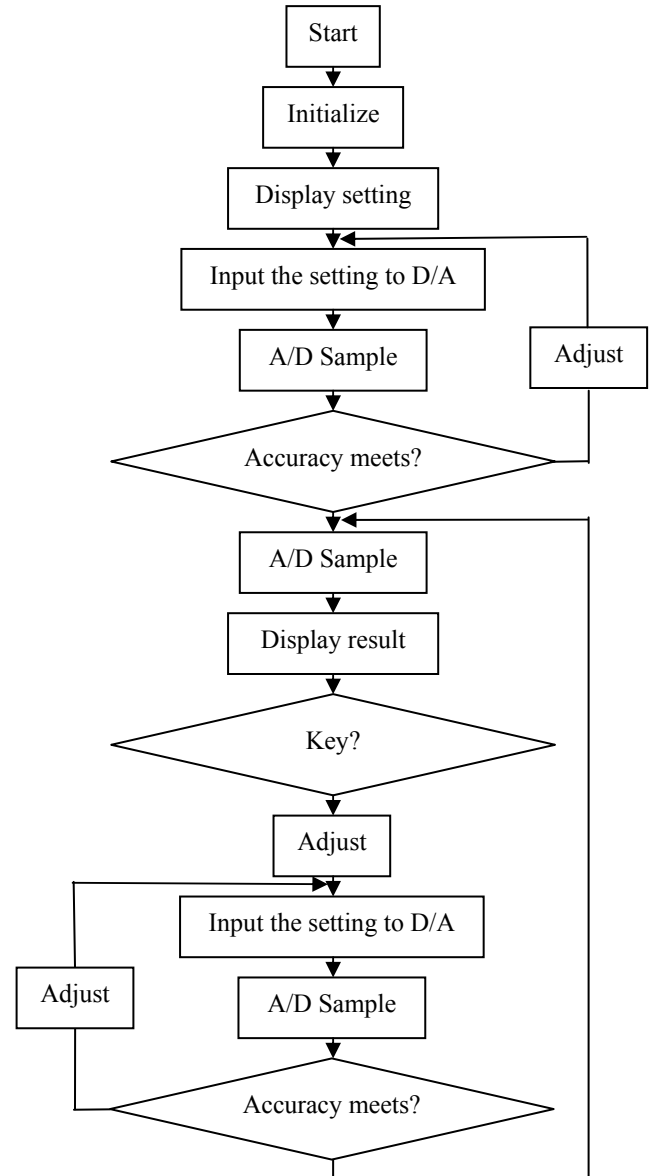 Start
Initialize
Display setting
Input the setting to D/A
A/D Sample
Adjust
Accuracy meets?
A/D Sample
Display result
Key?
Adjust
Input the setting to D/A
Adjust
A/D Sample
Accuracy meets?